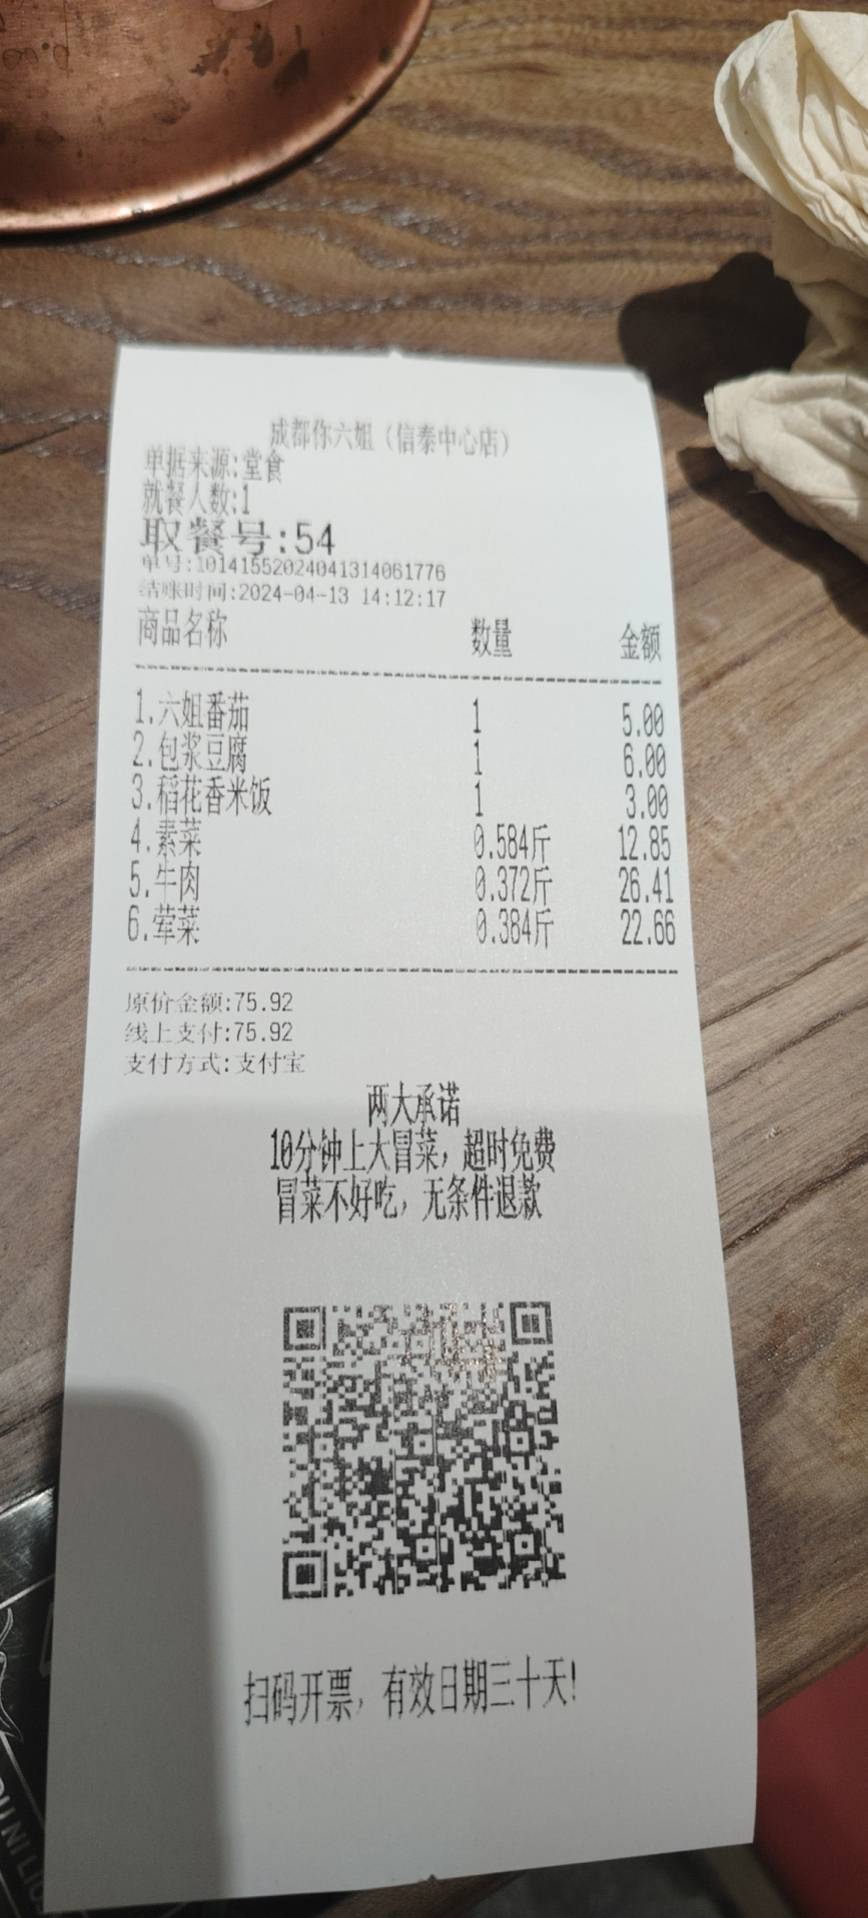 成都你六姐（信泰中心店）
单据来源:堂食
就餐人数:1
取餐号:54
单号:10141552024041314061776
结账时间:2024-04-13 14:12:17
商品名称 数量 金额
1.六姐番茄 1 5.00
2.包浆豆腐 1 6.00
3.稻花香米饭 1 3.00
4.素菜 0.584斤 12.85
5.牛肉 0.372斤 26.41
6.荤菜 0.384斤 22.66
原价金额:75.92
线上支付:75.92
支付方式:支付宝
两大承诺
10分钟上大冒菜，超时免费
冒菜不好吃，无条件退款
扫码开票，有效日期三十天!